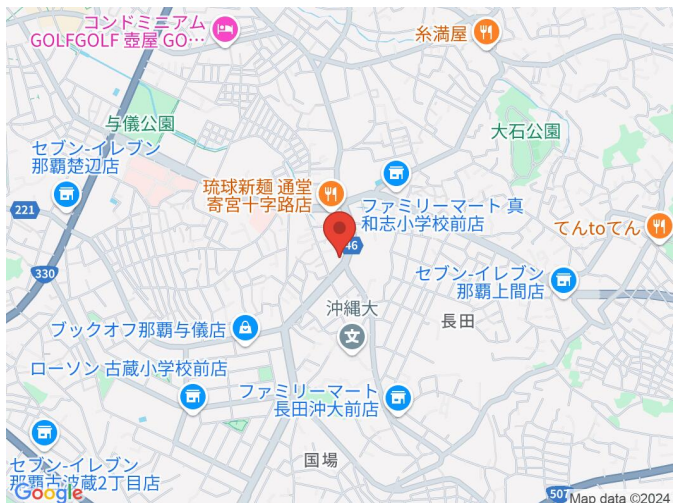 コンドミニアム
GOLFGOLF 壺屋 GO…
糸満屋
与儀公園
大石公園
セブン-イレブン
那覇楚辺店
琉球新麺 通堂
寄宮十字路店
ファミリーマート 真
和志小学校前店
221
46
てんtoてん
330
セブン-イレブン
那覇上間店
ブックオフ那覇与儀店
沖縄大
長田
ローソン 古蔵小学校前店
ファミリーマート
長田沖大前店
セブン-イレブン
那覇古波蔵2丁目店
国場
507
Google
Map data ©2024